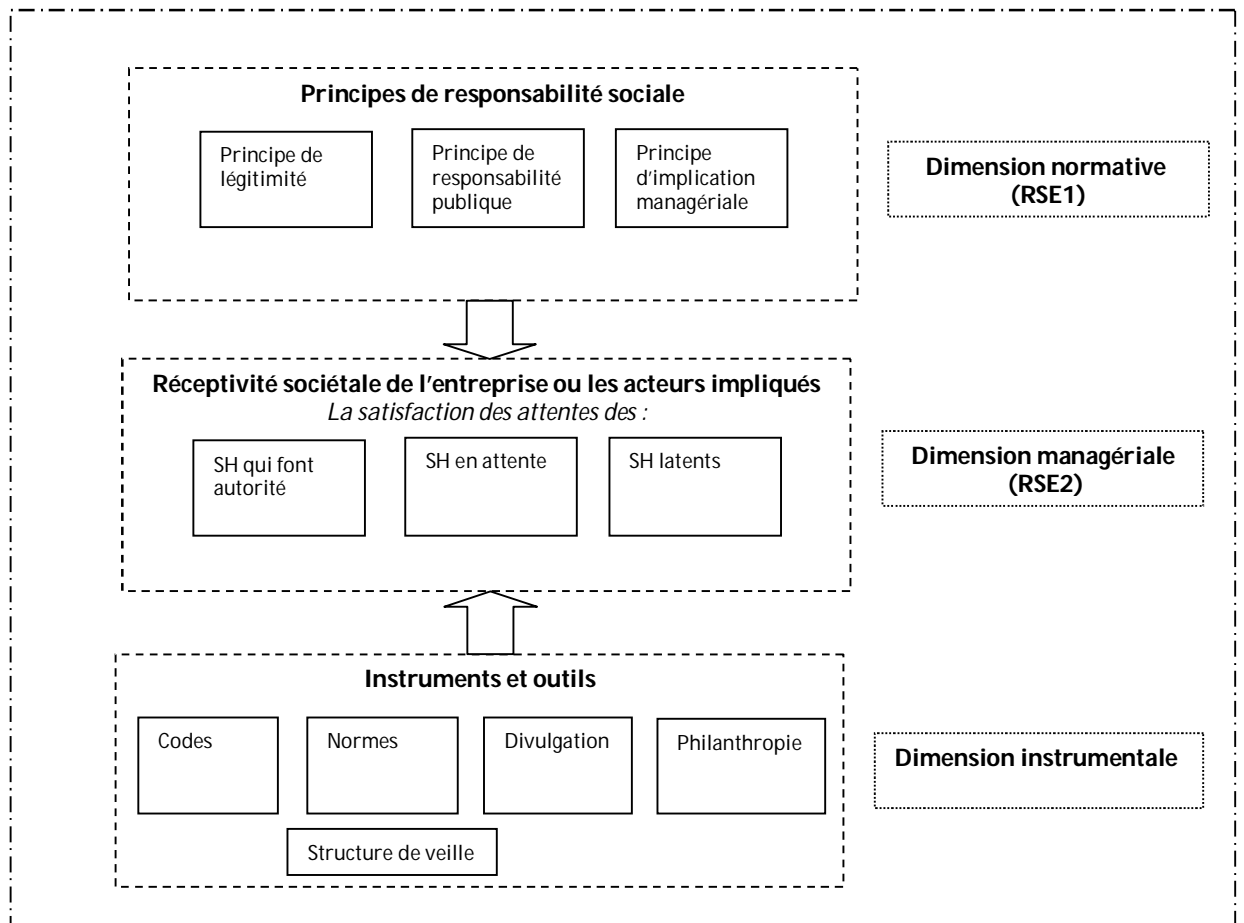 Principes de responsabilité sociale
Principe de
légitimité
Principe de
responsabilité
publique
Principe
d'implication
managériale
Dimension normative
(RSE1)
Réceptivité sociétale de l'entreprise ou les acteurs impliqués
La satisfaction des attentes des :
SH qui font
autorité
SH en attente
SH latents
Dimension managériale
(RSE2)
Instruments et outils
Codes
Normes
Divulgation
Philanthropie
Structure de veille
Dimension instrumentale